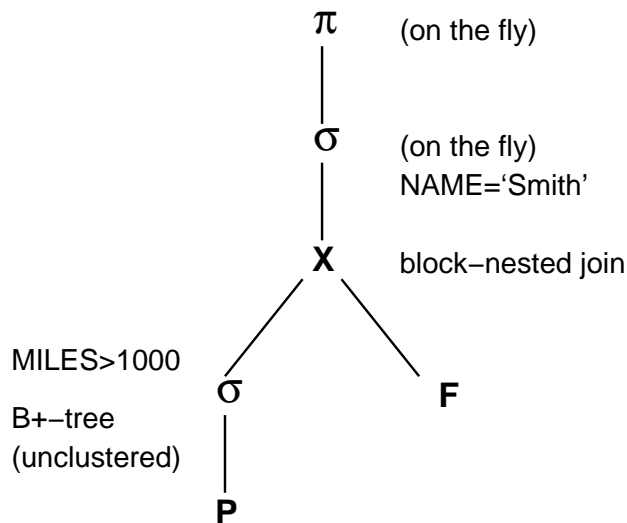 π (on the fly)
σ (on the fly)
NAME=‘Smith’
X block−nested join
MILES>1000
σ F
B+−tree
(unclustered)
P